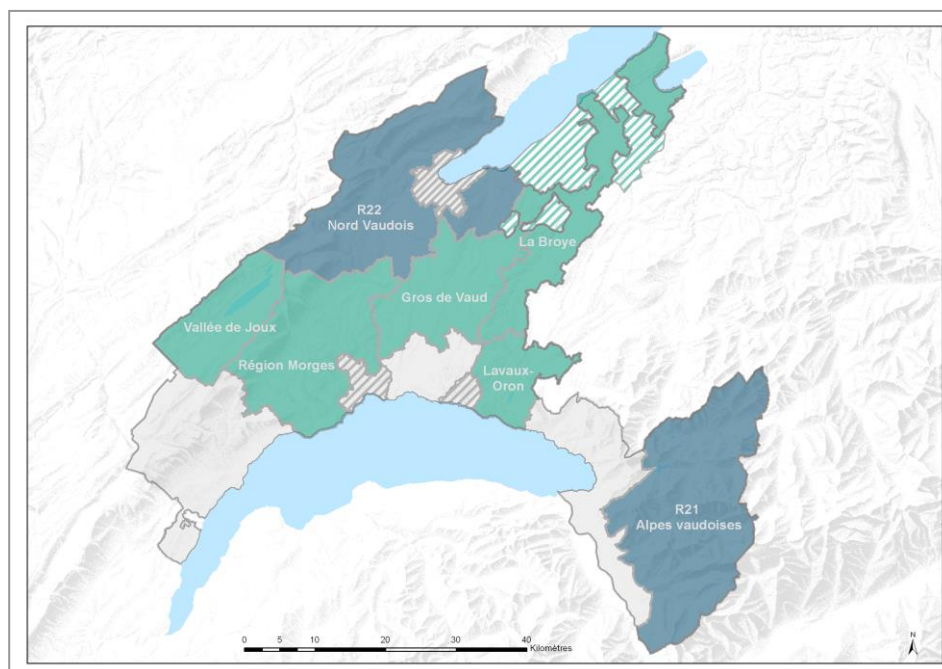 R22
Nord Vaudois
La Broye
Gros de Vaud
Vallée de Joux
Région Morges
Lavaux-
Oron
R21
Alpes vaudoises
0 5 10 20 30 40
Kilomètres
N